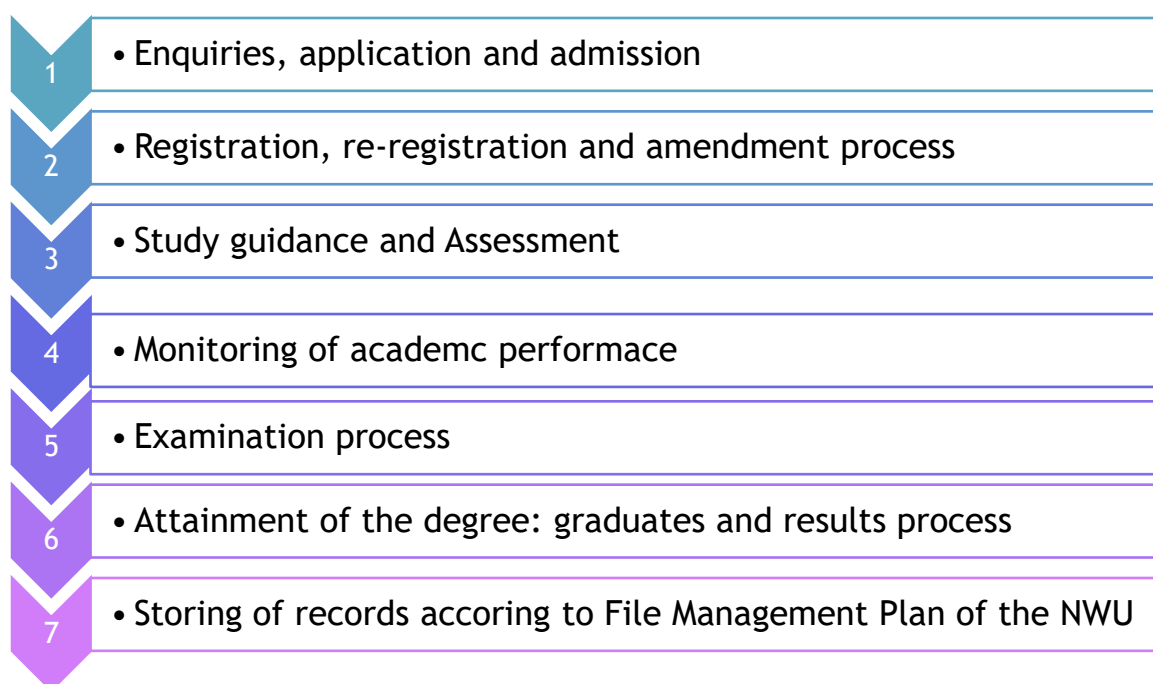 1
• Enquiries, application and admission
2
• Registration, re-registration and amendment process
3
• Study guidance and Assessment
4
• Monitoring of academc performace
5
• Examination process
6
• Attainment of the degree: graduates and results process
7
• Storing of records accoring to File Management Plan of the NWU